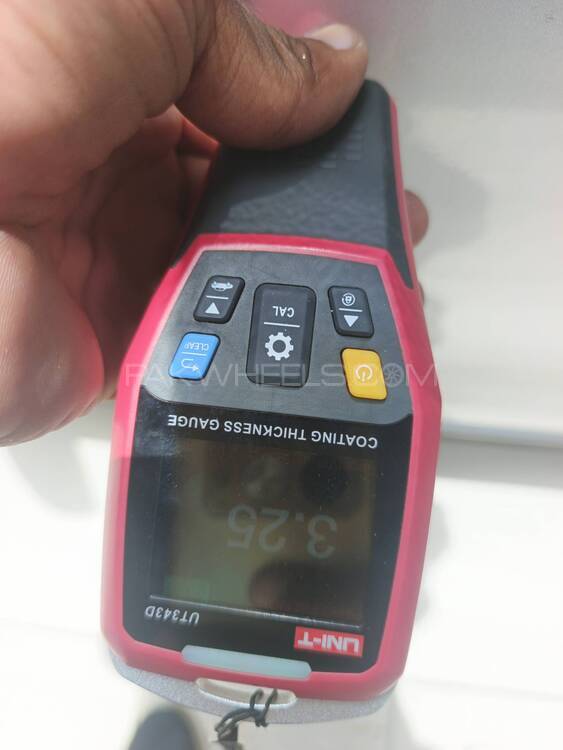 UNI-T
UT343D
3.25
COATING THICKNESS GAUGE
CLEAR
CAL
PAKWHEELS.COM